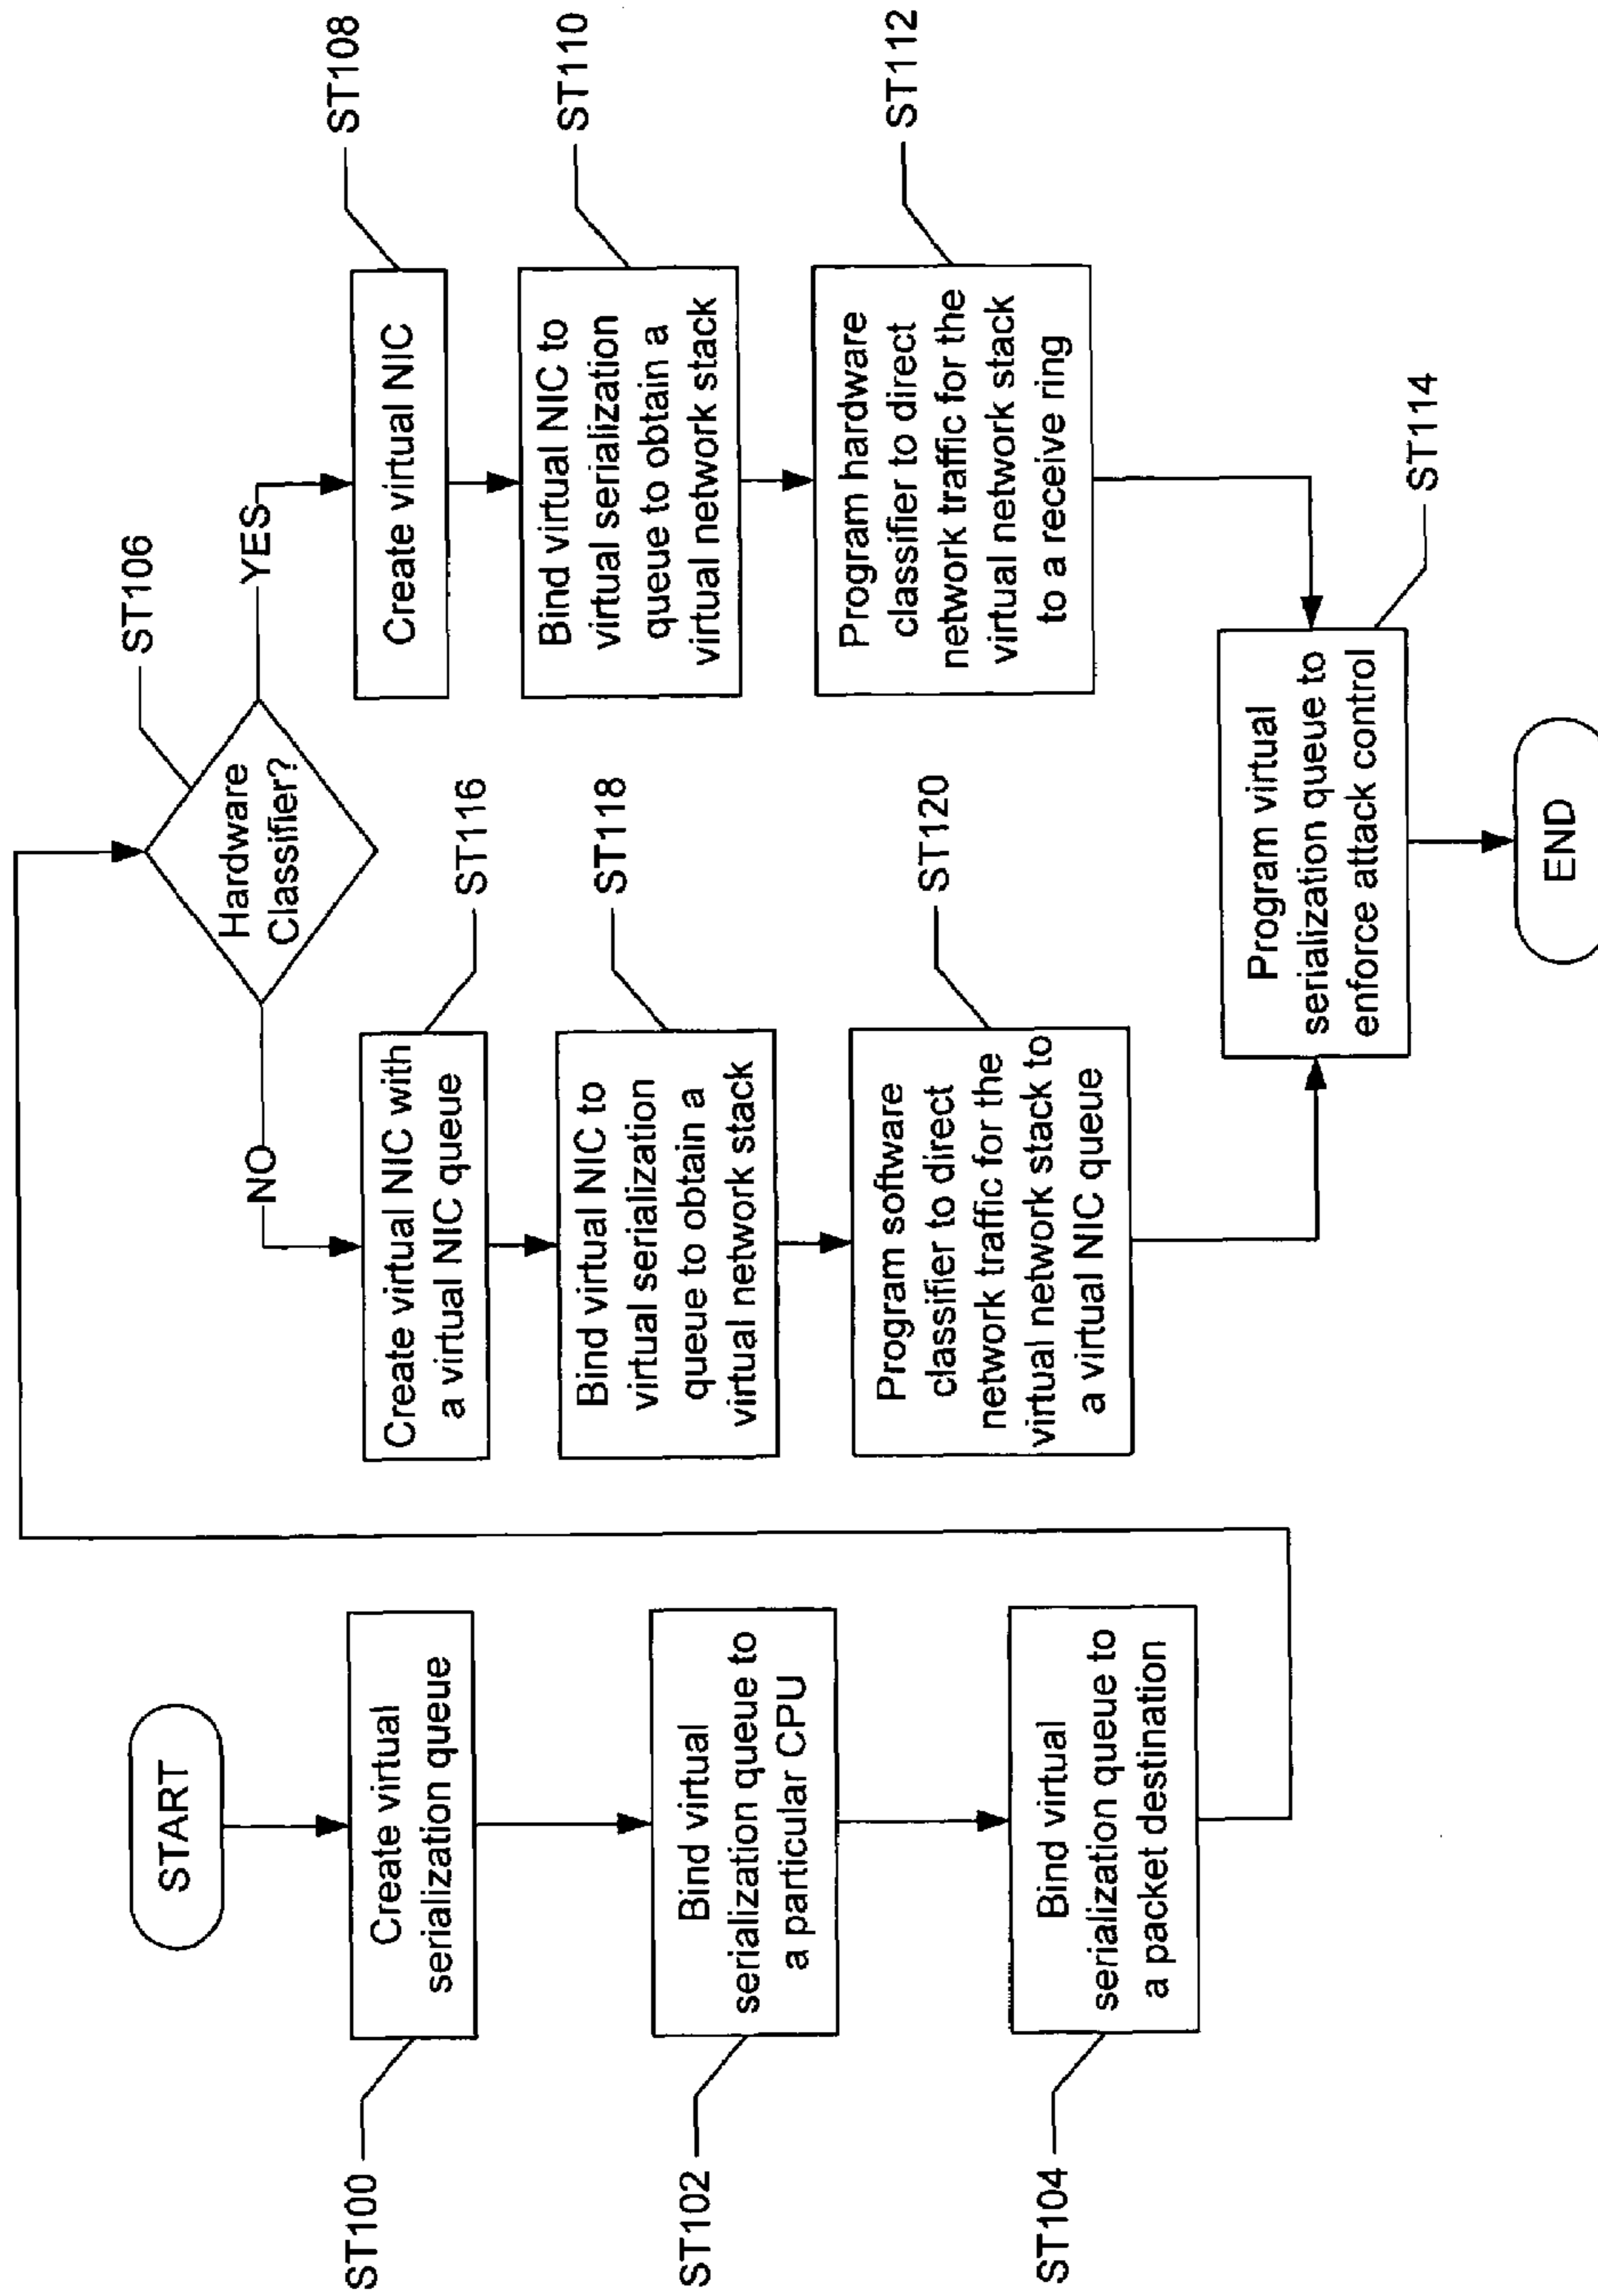 START
Create virtual
serialization queue
ST100
Bind virtual
serialization queue to
a particular CPU
ST102
Bind virtual
serialization queue to
a packet destination
ST104
Hardware
Classifier?
ST106
NO
YES
Create virtual NIC with
a virtual NIC queue
ST116
Bind virtual NIC to
virtual serialization
queue to obtain a
virtual network stack
ST118
Program software
classifier to direct
network traffic for the
virtual network stack to
a virtual NIC queue
ST120
Create virtual NIC
ST108
Bind virtual NIC to
virtual serialization
queue to obtain a
virtual network stack
ST110
Program hardware
classifier to direct
network traffic for the
virtual network stack
to a receive ring
ST112
Program virtual
serialization queue to
enforce attack control
ST114
END